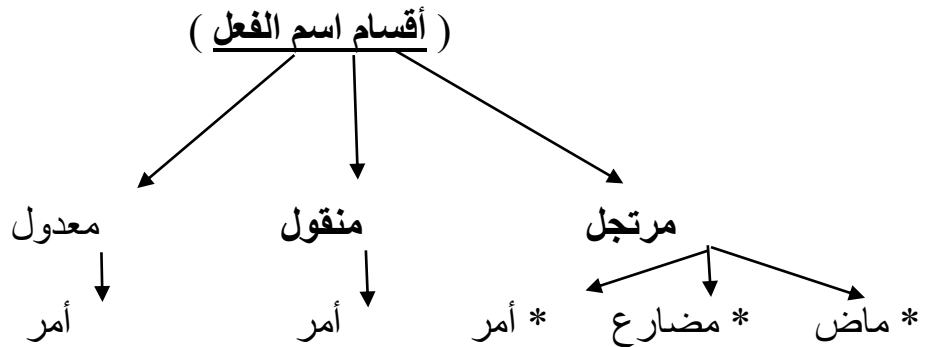 ( أقسام اسم الفعل )
مرتجل منقول معدول
* ماض * مضارع * أمر أمر أمر